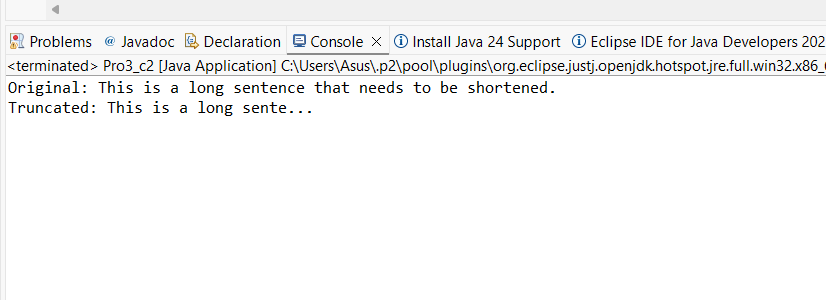 Problems @ Javadoc Declaration Console Install Java 24 Support Eclipse IDE for Java Developers 202
<terminated> Pro3_c2 [Java Application] C:\Users\Asus\.p2\pool\plugins\org.eclipse.justj.openjdk.hotspot.jre.full.win32.x86_
Original: This is a long sentence that needs to be shortened.
Truncated: This is a long sente...